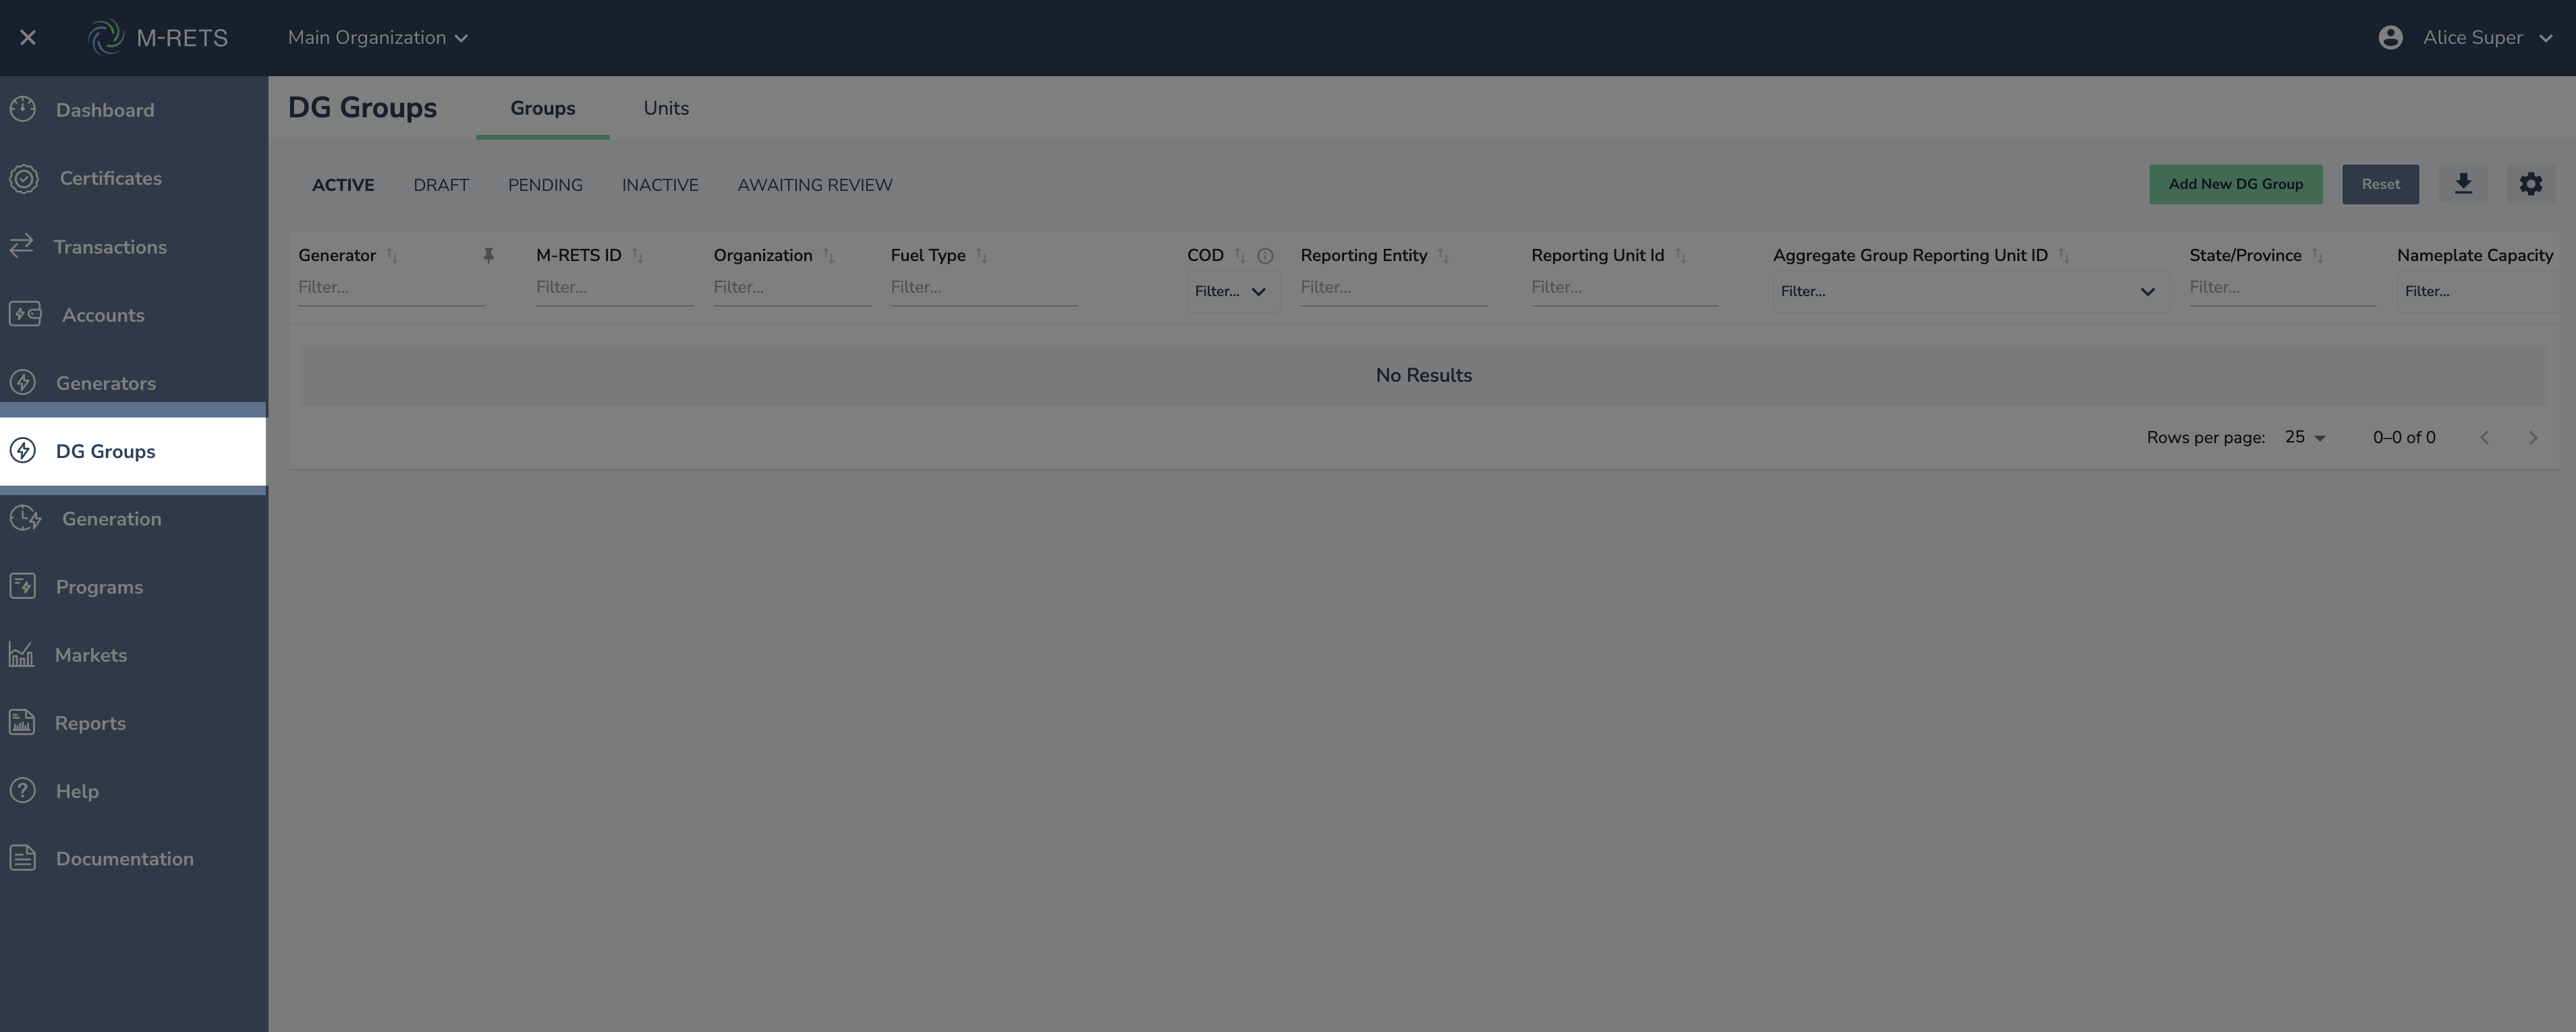 M-RETS
Main Organization
Alice Super
Dashboard
Certificates
Transactions
Accounts
Generators
DG Groups
Generation
Programs
Markets
Reports
Help
Documentation
DG Groups
Groups
Units
ACTIVE
DRAFT
PENDING
INACTIVE
AWAITING REVIEW
Add New DG Group
Reset
Generator
M-RETS ID
Organization
Fuel Type
COD
Reporting Entity
Reporting Unit Id
Aggregate Group Reporting Unit ID
State/Province
Nameplate Capacity
Filter...
Filter...
Filter...
Filter...
Filter...
Filter...
Filter...
Filter...
Filter...
Filter...
No Results
Rows per page: 25
0–0 of 0